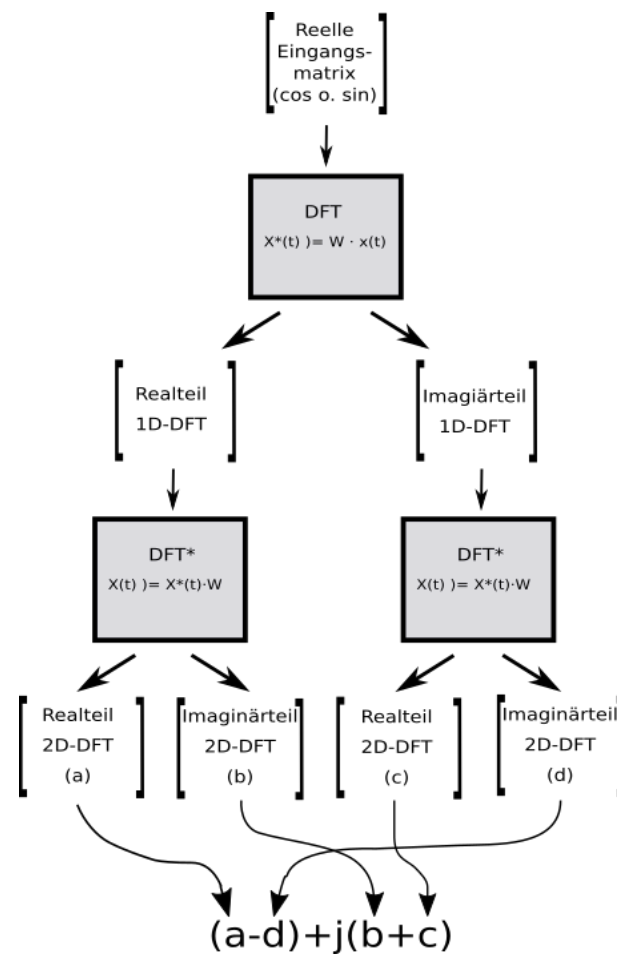 Reelle
Eingangs-
matrix
(cos o. sin)
DFT
X*(t) )= W · x(t)
Realteil
1D-DFT
Imagiärteil
1D-DFT
DFT*
X(t) )= X*(t)·W
DFT*
X(t) )= X*(t)·W
Realteil
2D-DFT
(a)
Imaginärteil
2D-DFT
(b)
Realteil
2D-DFT
(c)
Imaginärteil
2D-DFT
(d)
(a-d)+j(b+c)